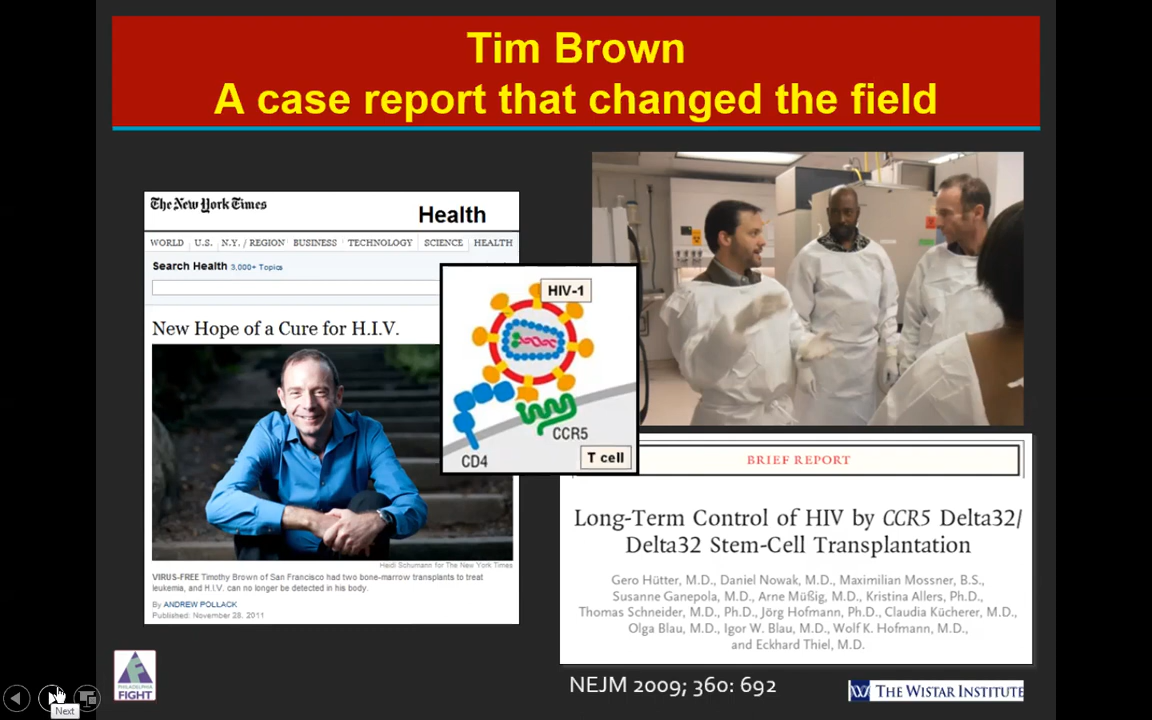 Tim Brown
A case report that changed the field
The New York Times
Health
WORLD U.S. N.Y. / REGION BUSINESS TECHNOLOGY SCIENCE HEALTH
Search Health 3,000+ Topics
New Hope of a Cure for H.I.V.
Heidi Schumann for The New York Times
VIRUS-FREE Timothy Brown of San Francisco had two bone-marrow transplants to treat
leukemia, and H.I.V. can no longer be detected in his body.
By ANDREW POLLACK
Published: November 28, 2011
HIV-1
CCR5
CD4
T cell
BRIEF REPORT
Long-Term Control of HIV by CCR5 Delta32/
Delta32 Stem-Cell Transplantation
Gero Hütter, M.D., Daniel Nowak, M.D., Maximilian Mossner, B.S.,
Susanne Ganepola, M.D., Arne Müßig, M.D., Kristina Allers, Ph.D.,
Thomas Schneider, M.D., Ph.D., Jörg Hofmann, Ph.D., Claudia Kücherer, M.D.,
Olga Blau, M.D., Igor W. Blau, M.D., Wolf K. Hofmann, M.D.,
and Eckhard Thiel, M.D.
NEJM 2009; 360: 692
PHILADELPHIA
FIGHT
THE WISTAR INSTITUTE
Next